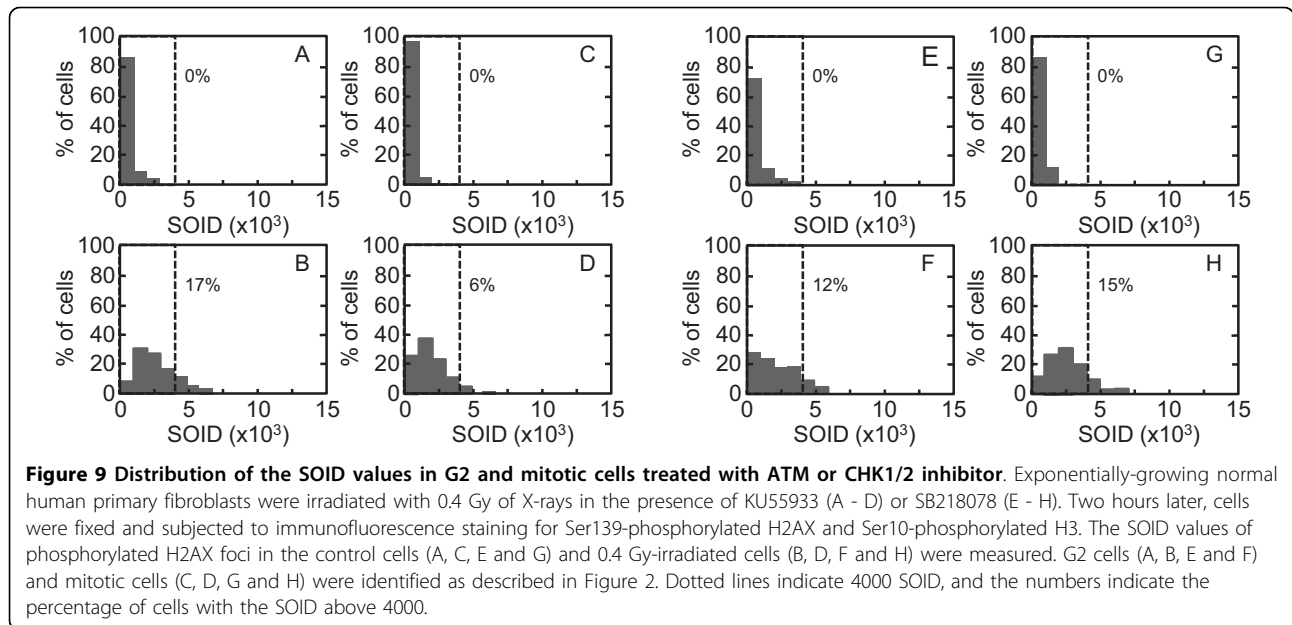 100
80
60
40
20
0
% of cells
A
0%
0 5 10 15
SOID (x10³)
100
80
60
40
20
0
% of cells
C
0%
0 5 10 15
SOID (x10³)
100
80
60
40
20
0
% of cells
E
0%
0 5 10 15
SOID (x10³)
100
80
60
40
20
0
% of cells
G
0%
0 5 10 15
SOID (x10³)
100
80
60
40
20
0
% of cells
B
17%
0 5 10 15
SOID (x10³)
100
80
60
40
20
0
% of cells
D
6%
0 5 10 15
SOID (x10³)
100
80
60
40
20
0
% of cells
F
12%
0 5 10 15
SOID (x10³)
100
80
60
40
20
0
% of cells
H
15%
0 5 10 15
SOID (x10³)
Figure 9 Distribution of the SOID values in G2 and mitotic cells treated with ATM or CHK1/2 inhibitor. Exponentially-growing normal
human primary fibroblasts were irradiated with 0.4 Gy of X-rays in the presence of KU55933 (A - D) or SB218078 (E - H). Two hours later, cells
were fixed and subjected to immunofluorescence staining for Ser139-phosphorylated H2AX and Ser10-phosphorylated H3. The SOID values of
phosphorylated H2AX foci in the control cells (A, C, E and G) and 0.4 Gy-irradiated cells (B, D, F and H) were measured. G2 cells (A, B, E and F)
and mitotic cells (C, D, G and H) were identified as described in Figure 2. Dotted lines indicate 4000 SOID, and the numbers indicate the
percentage of cells with the SOID above 4000.